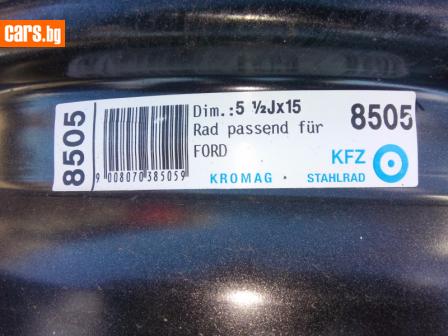 cars.bg
8505
9 008070 385059
Dim.:5 ½Jx15
Rad passend für
FORD
8505
KFZ
KROMAG · STAHLRAD